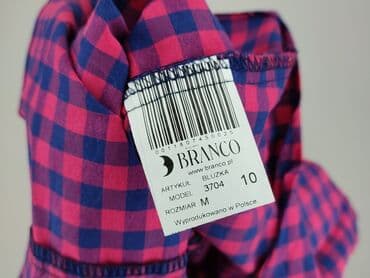 BRANCO
www.branco.pl
ARTYKUŁ BLUZKA
MODEL 3704
ROZMIAR M 10
Wyprodukowano w Polsce